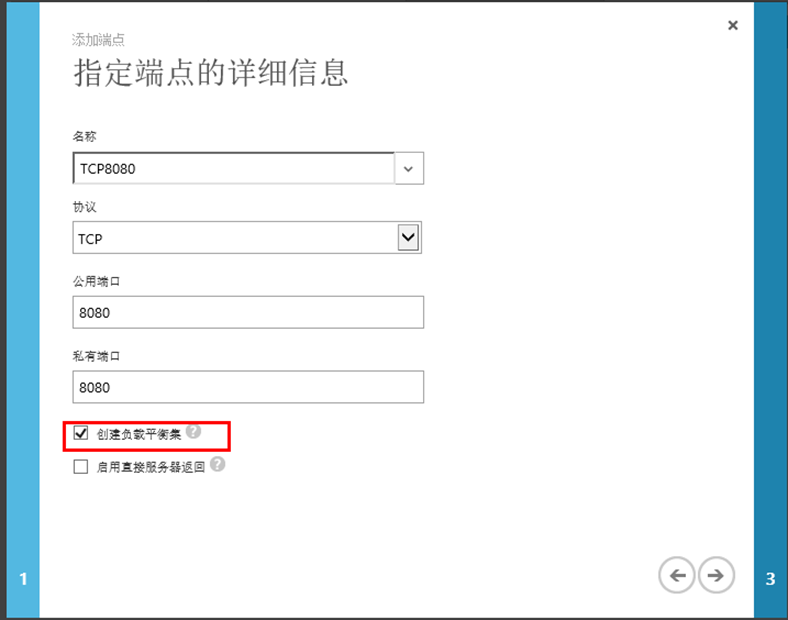 添加端点
指定端点的详细信息
名称
TCP8080
协议
TCP
公用端口
8080
私有端口
8080
创建负载平衡集 ?
启用直接服务器返回 ?
1
3